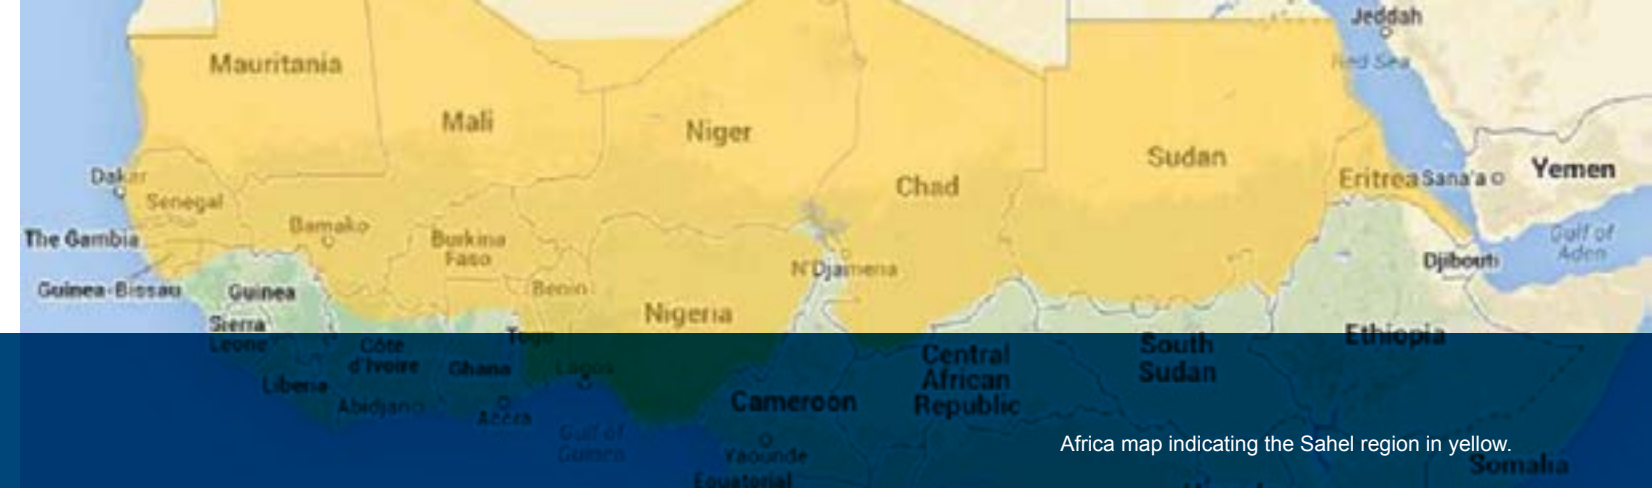 Jeddah
Red Sea
Mauritania
Mali
Niger
Sudan
Chad
Eritrea
Sana'a
Yemen
Dakar
Senegal
Bamako
Burkina
Faso
The Gambia
Gulf of
Aden
Djibouti
N'Djamena
Guinea-Bissau
Guinea
Benin
Nigeria
Sierra
Leone
Togo
Ethiopia
Côte
d'Ivoire
Ghana
Lagos
Central
African
Republic
South
Sudan
Liberia
Abidjan
Accra
Cameroon
Gulf of
Guinea
Yaounde
Equatorial
Africa map indicating the Sahel region in yellow.
Somalia